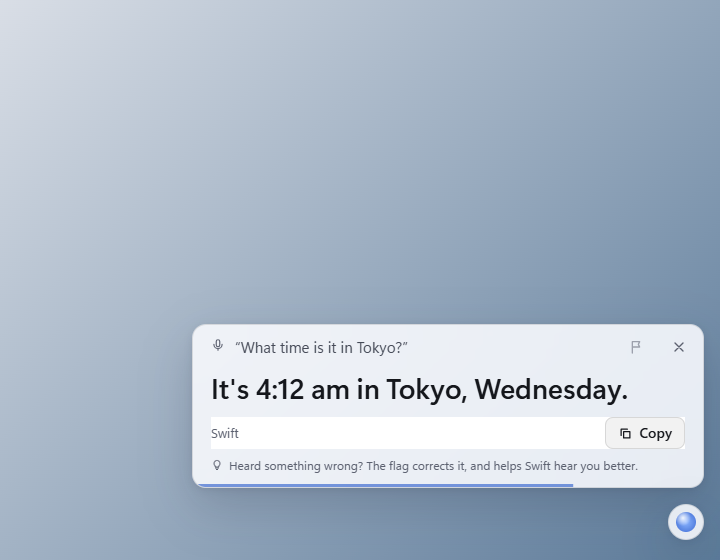 “What time is it in Tokyo?”
It's 4:12 am in Tokyo, Wednesday.
Swift
Copy
Heard something wrong? The flag corrects it, and helps Swift hear you better.